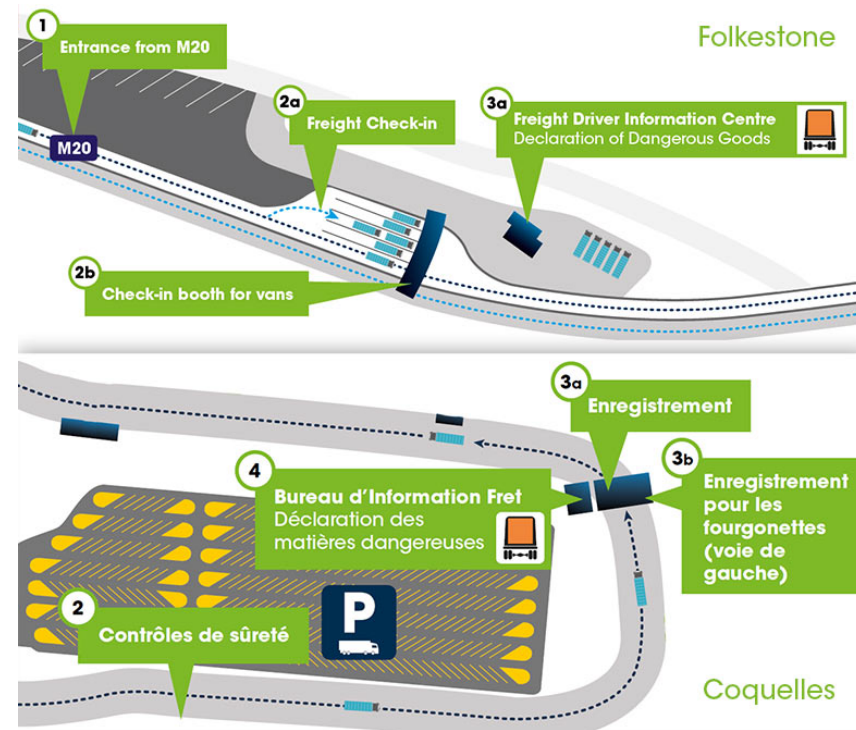 Folkestone
1
Entrance from M20
M20
2a
Freight Check-in
3a
Freight Driver Information Centre
Declaration of Dangerous Goods
2b
Check-in booth for vans
3a
Enregistrement
3b
Enregistrement
pour les
fourgonettes
(voie de
gauche)
4
Bureau d'Information Fret
Déclaration des
matières dangereuses
P
2
Contrôles de sûreté
Coquelles